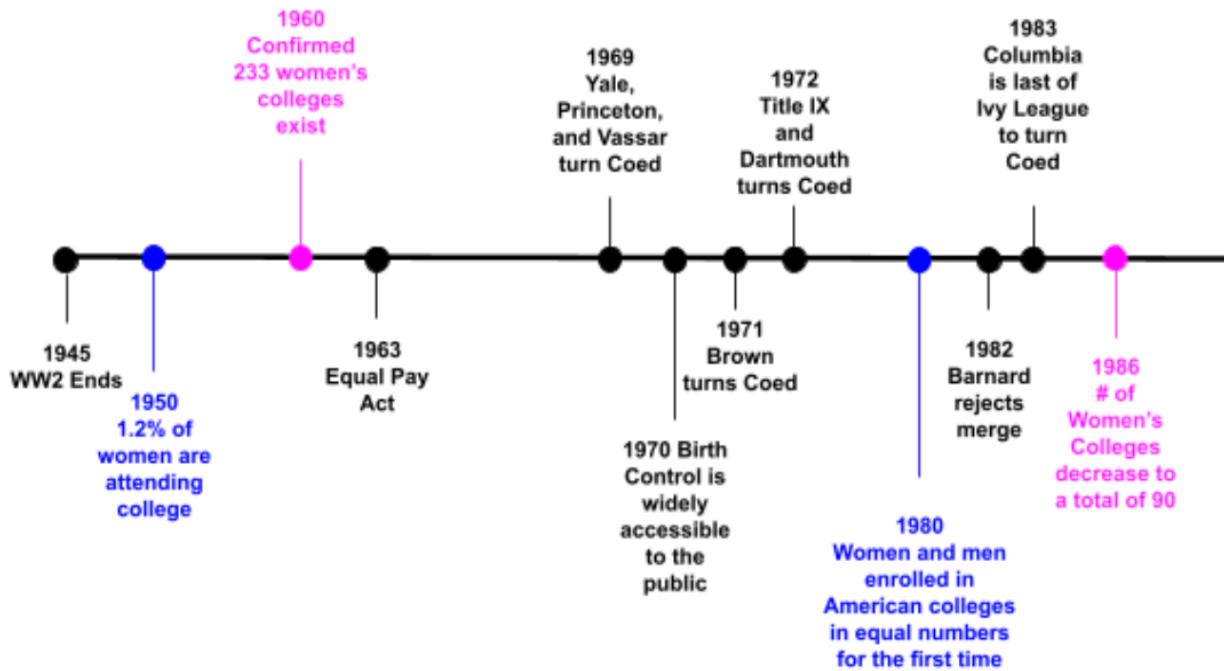 1960
Confirmed
233 women's
colleges
exist
1969
Yale,
Princeton,
and Vassar
turn Coed
1972
Title IX
and
Dartmouth
turns Coed
1983
Columbia
is last of
Ivy League
to turn
Coed
1945
WW2 Ends
1950
1.2% of
women are
attending
college
1963
Equal Pay
Act
1970 Birth
Control is
widely
accessible
to the
public
1971
Brown
turns Coed
1980
Women and men
enrolled in
American colleges
in equal numbers
for the first time
1982
Barnard
rejects
merge
1986
# of
Women's
Colleges
decrease to
a total of 90